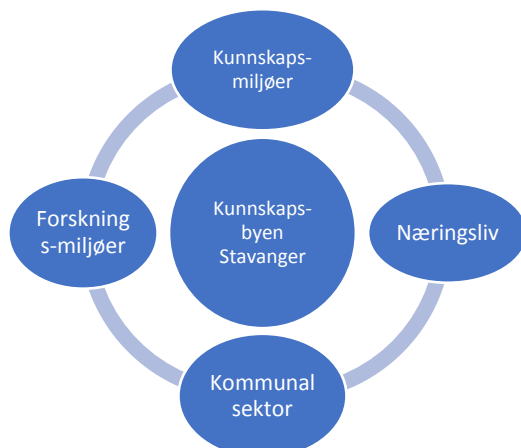 Kunnskaps-
miljøer
Forskning
s-miljøer
Kunnskaps-
byen
Stavanger
Næringsliv
Kommunal
sektor